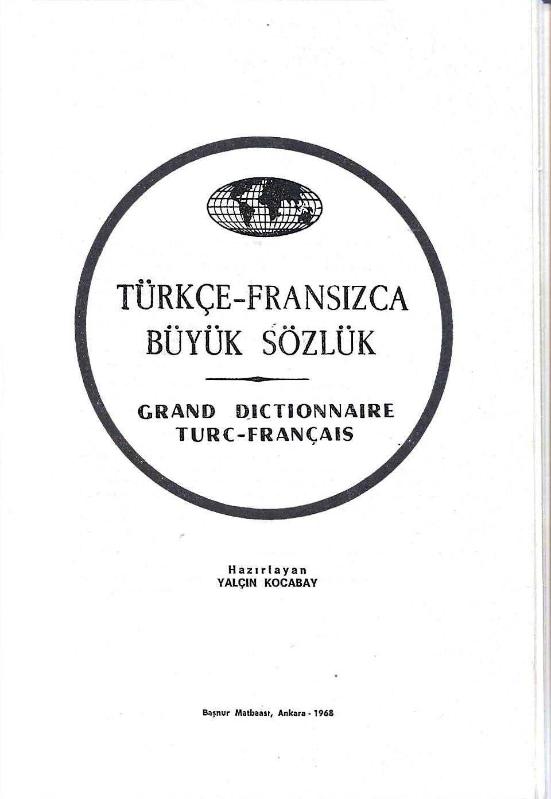 TÜRKÇE-FRANSIZCA
BÜYÜK SÖZLÜK
GRAND DICTIONNAIRE
TURC-FRANÇAIS
Hazırlayan
YALÇIN KOCABAY
Başnur Matbaası, Ankara - 1968